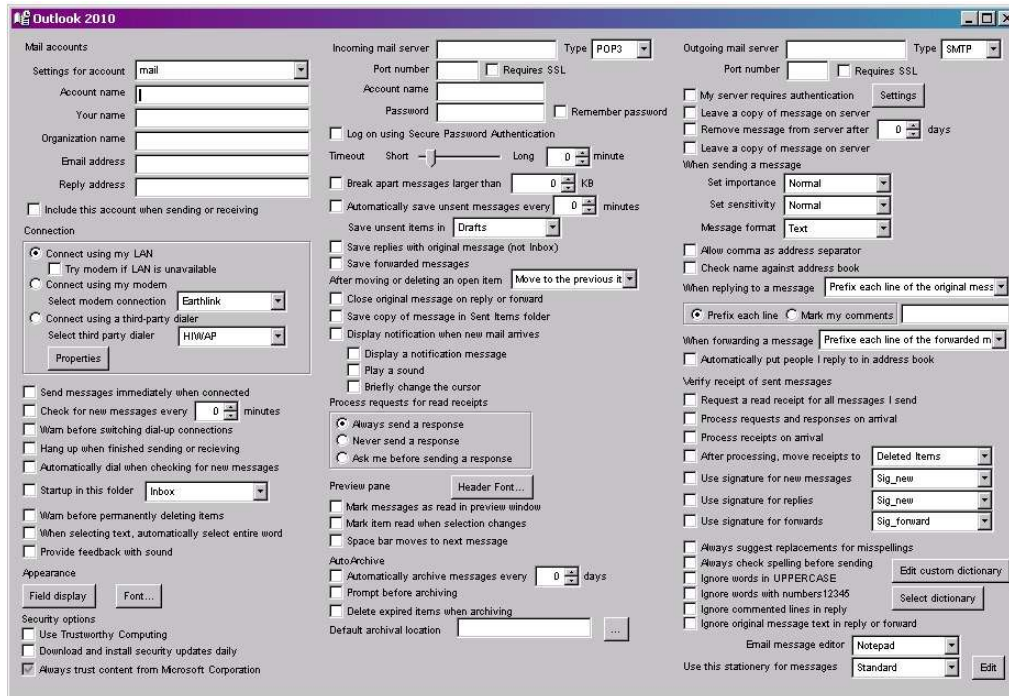 Outlook 2010
Mail accounts
Settings for account mail
Account name
Your name
Organization name
Email address
Reply address
Include this account when sending or receiving
Connection
Connect using my LAN
Try modem if LAN is unavailable
Connect using my modem
Select modem connection Earthlink
Connect using a third-party dialer
Select third party dialer HIWAP
Properties
Send messages immediately when connected
Check for new messages every 0 minutes
Warn before switching dial-up connections
Hang up when finished sending or recieving
Automatically dial when checking for new messages
Startup in this folder Inbox
Warn before permanently deleting items
When selecting text, automatically select entire word
Provide feedback with sound
Appearance
Field display Font...
Security options
Use Trustworthy Computing
Download and install security updates daily
Always trust content from Microsoft Corporation
Incoming mail server Type POP3
Port number Requires SSL
Account name
Password Remember password
Log on using Secure Password Authentication
Timeout Short Long 0 minute
Break apart messages larger than 0 KB
Automatically save unsent messages every 0 minutes
Save unsent items in Drafts
Save replies with original message (not Inbox)
Save forwarded messages
After moving or deleting an open item Move to the previous it
Close original message on reply or forward
Save copy of message in Sent Items folder
Display notification when new mail arrives
Display a notification message
Play a sound
Briefly change the cursor
Process requests for read receipts
Always send a response
Never send a response
Ask me before sending a response
Preview pane Header Font...
Mark messages as read in preview window
Mark item read when selection changes
Space bar moves to next message
AutoArchive
Automatically archive messages every 0 days
Prompt before archiving
Delete expired items when archiving
Default archival location ...
Outgoing mail server Type SMTP
Port number Requires SSL
My server requires authentication Settings
Leave a copy of message on server
Remove message from server after 0 days
Leave a copy of message on server
When sending a message
Set importance Normal
Set sensitivity Normal
Message format Text
Allow comma as address separator
Check name against address book
When replying to a message Prefix each line of the original mess
Prefix each line Mark my comments
When forwarding a message Prefixe each line of the forwarded m
Automatically put people I reply to in address book
Verify receipt of sent messages
Request a read receipt for all messages I send
Process requests and responses on arrival
Process receipts on arrival
After processing, move receipts to Deleted Items
Use signature for new messages Sig_new
Use signature for replies Sig_new
Use signature for forwards Sig_forward
Always suggest replacements for misspellings
Always check spelling before sending
Edit custom dictionary
Ignore words in UPPERCASE
Ignore words with numbers12345
Select dictionary
Ignore commented lines in reply
Ignore original message text in reply or forward
Email message editor Notepad
Use this stationery for messages Standard Edit